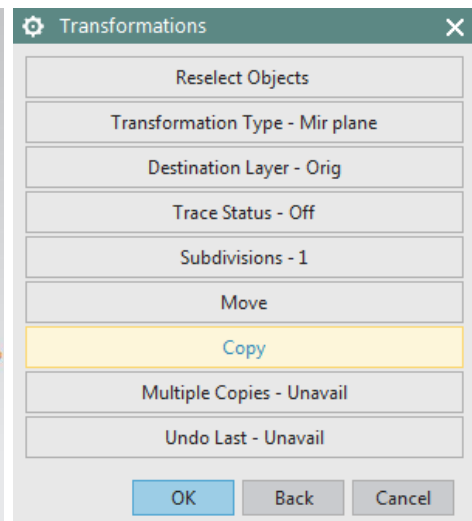 Transformations
Reselect Objects
Transformation Type - Mir plane
Destination Layer - Orig
Trace Status - Off
Subdivisions - 1
Move
Copy
Multiple Copies - Unavail
Undo Last - Unavail
OK Back Cancel